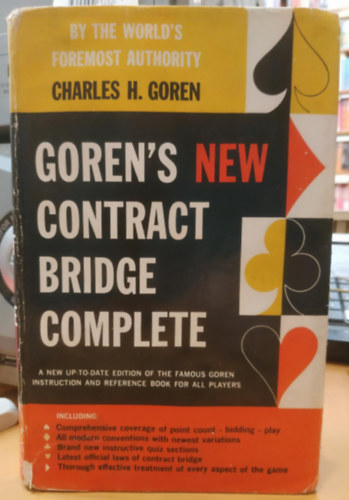 BY THE WORLD'S
FOREMOST AUTHORITY
CHARLES H. GOREN
GOREN'S NEW
CONTRACT
BRIDGE
COMPLETE
A NEW UP-TO-DATE EDITION OF THE FAMOUS GOREN
INSTRUCTION AND REFERENCE BOOK FOR ALL PLAYERS
INCLUDING:
Comprehensive coverage of point count - bidding - play
All modern conventions with newest variations
Brand new instructive quiz sections
Latest official laws of contract bridge
Thorough effective treatment of every aspect of the game